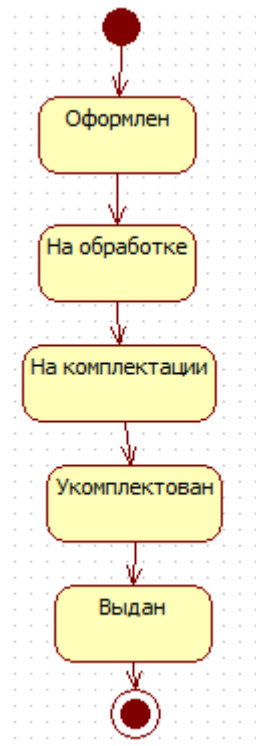 Оформлен
На обработке
На комплектации
Укомплектован
Выдан